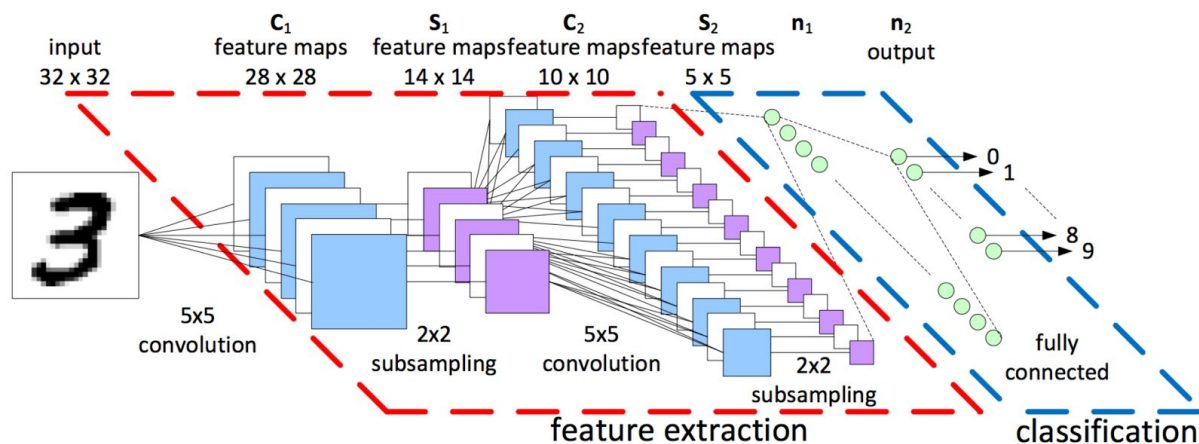 C1 S1 C2 S2 n1 n2
input feature maps feature maps feature maps feature maps output
32 x 32 28 x 28 14 x 14 10 x 10 5 x 5
0
1
8
9
5x5
convolution
2x2
subsampling
5x5
convolution
2x2
subsampling
fully
connected
feature extraction
classification